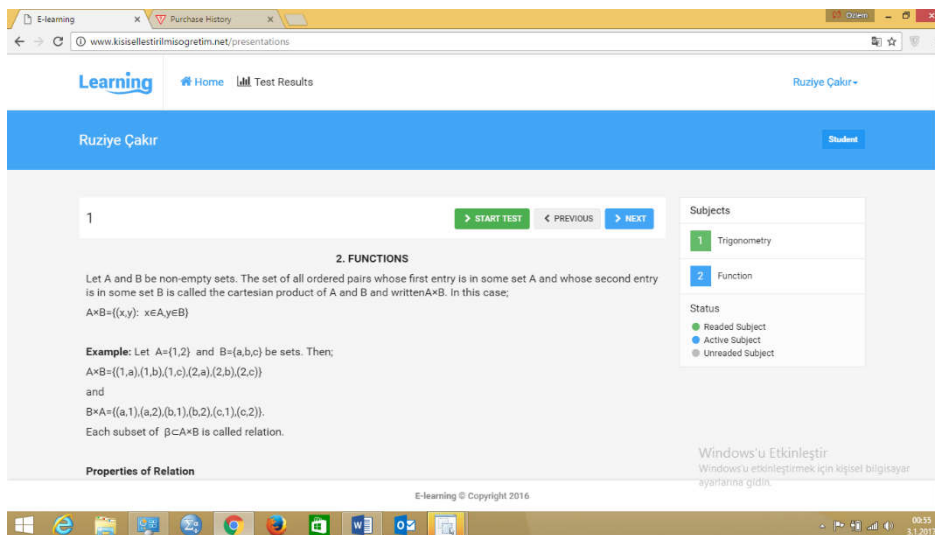 E-learning
Purchase History
Ozlem
www.kisisellestirilmisogretim.net/presentations
Learning
Home
Test Results
Ruziye Çakır
Ruziye Çakır
Student
1
START TEST
PREVIOUS
NEXT
2. FUNCTIONS
Let A and B be non-empty sets. The set of all ordered pairs whose first entry is in some set A and whose second entry
is in some set B is called the cartesian product of A and B and writtenA×B. In this case;
A×B={(x,y): x∈A,y∈B}
Example: Let A={1,2} and B={a,b,c} be sets. Then;
A×B={(1,a),(1,b),(1,c),(2,a),(2,b),(2,c)}
and
B×A={(a,1),(a,2),(b,1),(b,2),(c,1),(c,2)}.
Each subset of β⊂A×B is called relation.
Properties of Relation
Subjects
1 Trigonometry
2 Function
Status
Readed Subject
Active Subject
Unreaded Subject
Windows'u Etkinleştir
Windows'u etkinleştirmek için kişisel bilgisayar
ayarlarına gidin.
E-learning © Copyright 2016
00:55
3.1.2017